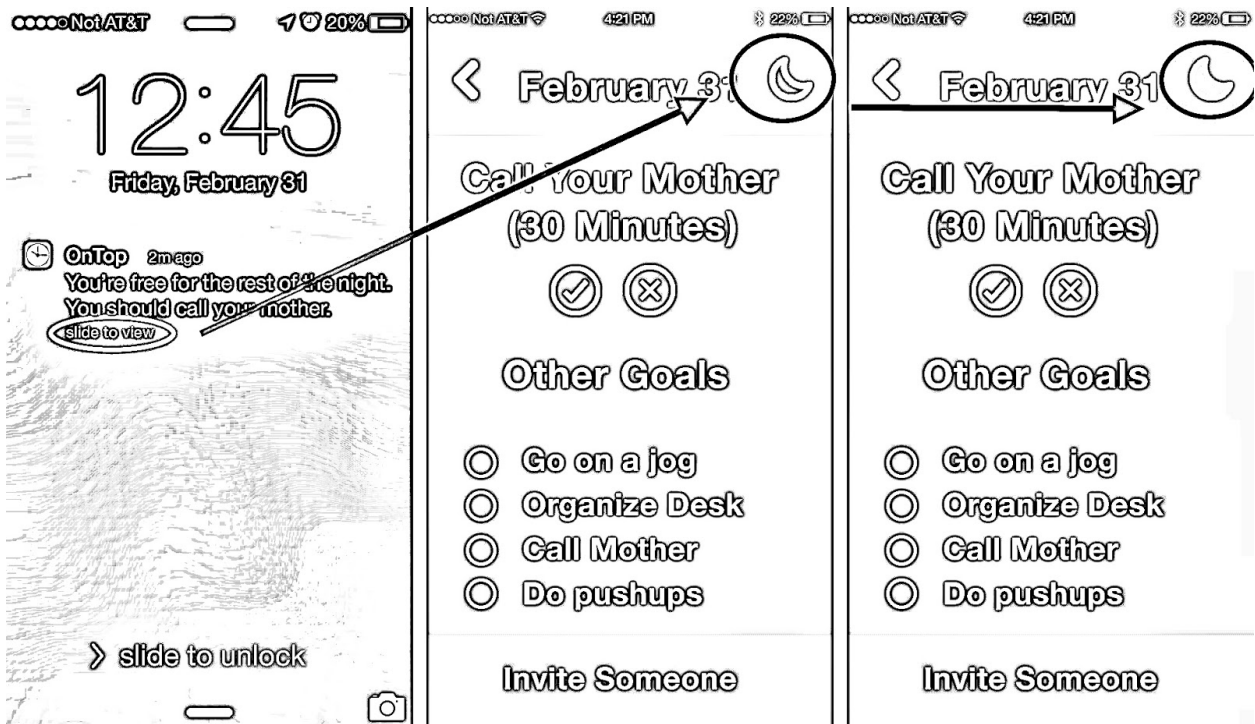 Not AT&T 20%
12:45
Friday, February 31
OnTop 2m ago
You're free for the rest of the night.
You should call your mother.
slide to view
slide to unlock
Not AT&T 4:21 PM 22%
February 31
Call Your Mother
(30 Minutes)
Other Goals
Go on a jog
Organize Desk
Call Mother
Do pushups
Invite Someone
Not AT&T 4:21 PM 22%
February 31
Call Your Mother
(30 Minutes)
Other Goals
Go on a jog
Organize Desk
Call Mother
Do pushups
Invite Someone